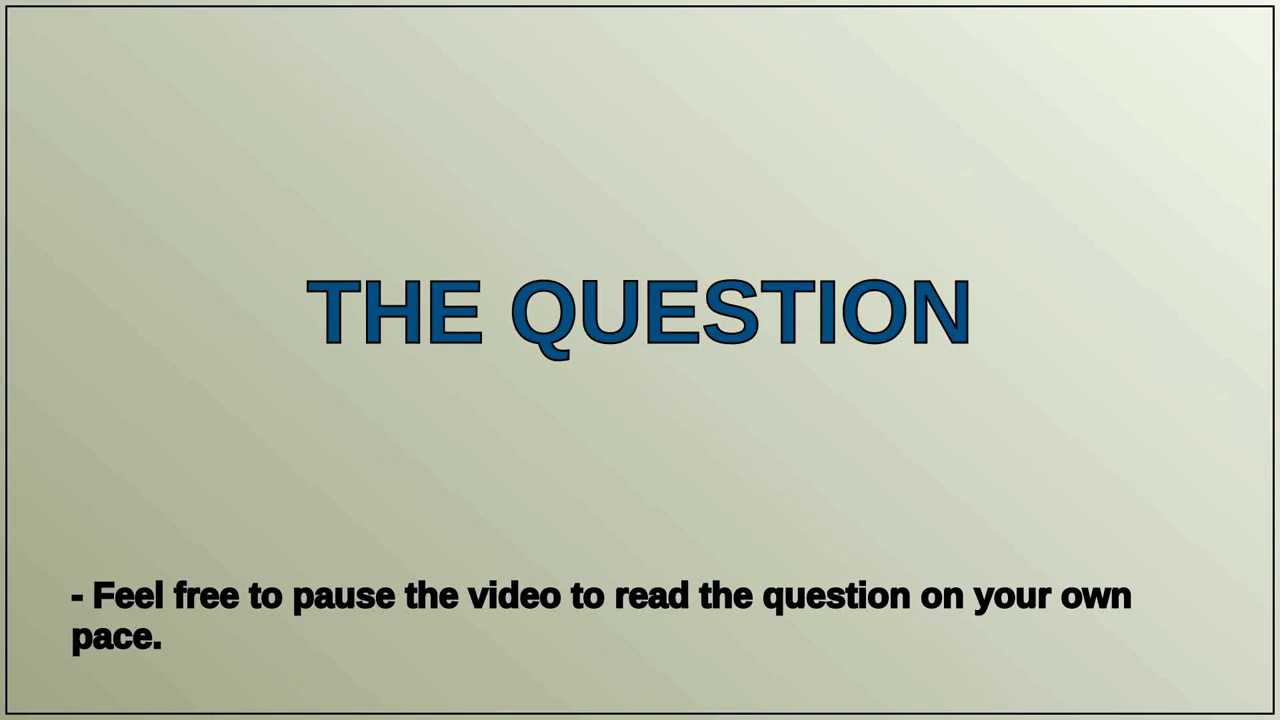 THE QUESTION
- Feel free to pause the video to read the question on your own
pace.